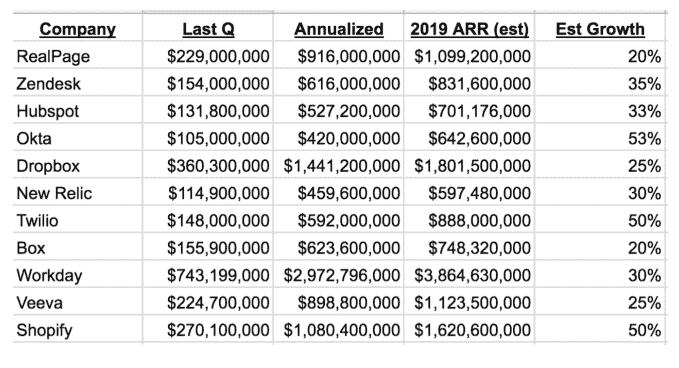 Company Last Q Annualized 2019 ARR (est) Est Growth
RealPage $229,000,000 $916,000,000 $1,099,200,000 20%
Zendesk $154,000,000 $616,000,000 $831,600,000 35%
Hubspot $131,800,000 $527,200,000 $701,176,000 33%
Okta $105,000,000 $420,000,000 $642,600,000 53%
Dropbox $360,300,000 $1,441,200,000 $1,801,500,000 25%
New Relic $114,900,000 $459,600,000 $597,480,000 30%
Twilio $148,000,000 $592,000,000 $888,000,000 50%
Box $155,900,000 $623,600,000 $748,320,000 20%
Workday $743,199,000 $2,972,796,000 $3,864,630,000 30%
Veeva $224,700,000 $898,800,000 $1,123,500,000 25%
Shopify $270,100,000 $1,080,400,000 $1,620,600,000 50%